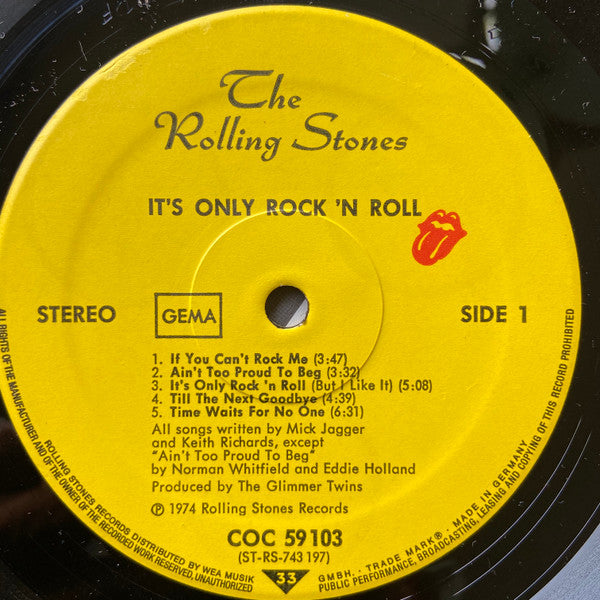 The
Rolling Stones
IT'S ONLY ROCK 'N ROLL
STEREO
GEMA
SIDE 1
1. If You Can't Rock Me (3:47)
2. Ain't Too Proud To Beg (3:32)
3. It's Only Rock 'n Roll (But I Like It) (5:08)
4. Till The Next Goodbye (4:39)
5. Time Waits For No One (6:31)
All songs written by Mick Jagger
and Keith Richards, except
"Ain't Too Proud To Beg"
by Norman Whitfield and Eddie Holland
Produced by The Glimmer Twins
℗ 1974 Rolling Stones Records
COC 59103
(ST-RS-743 197)
33
ALL RIGHTS OF THE MANUFACTURER AND OF THE OWNER OF THE RECORDED WORK RESERVED. UNAUTHORIZED
PUBLIC PERFORMANCE, BROADCASTING, LEASING AND COPYING OF THIS RECORD PROHIBITED
ROLLING STONES RECORDS DISTRIBUTED BY WEA MUSIK
GMBH. · TRADE MARK ® · MADE IN GERMANY